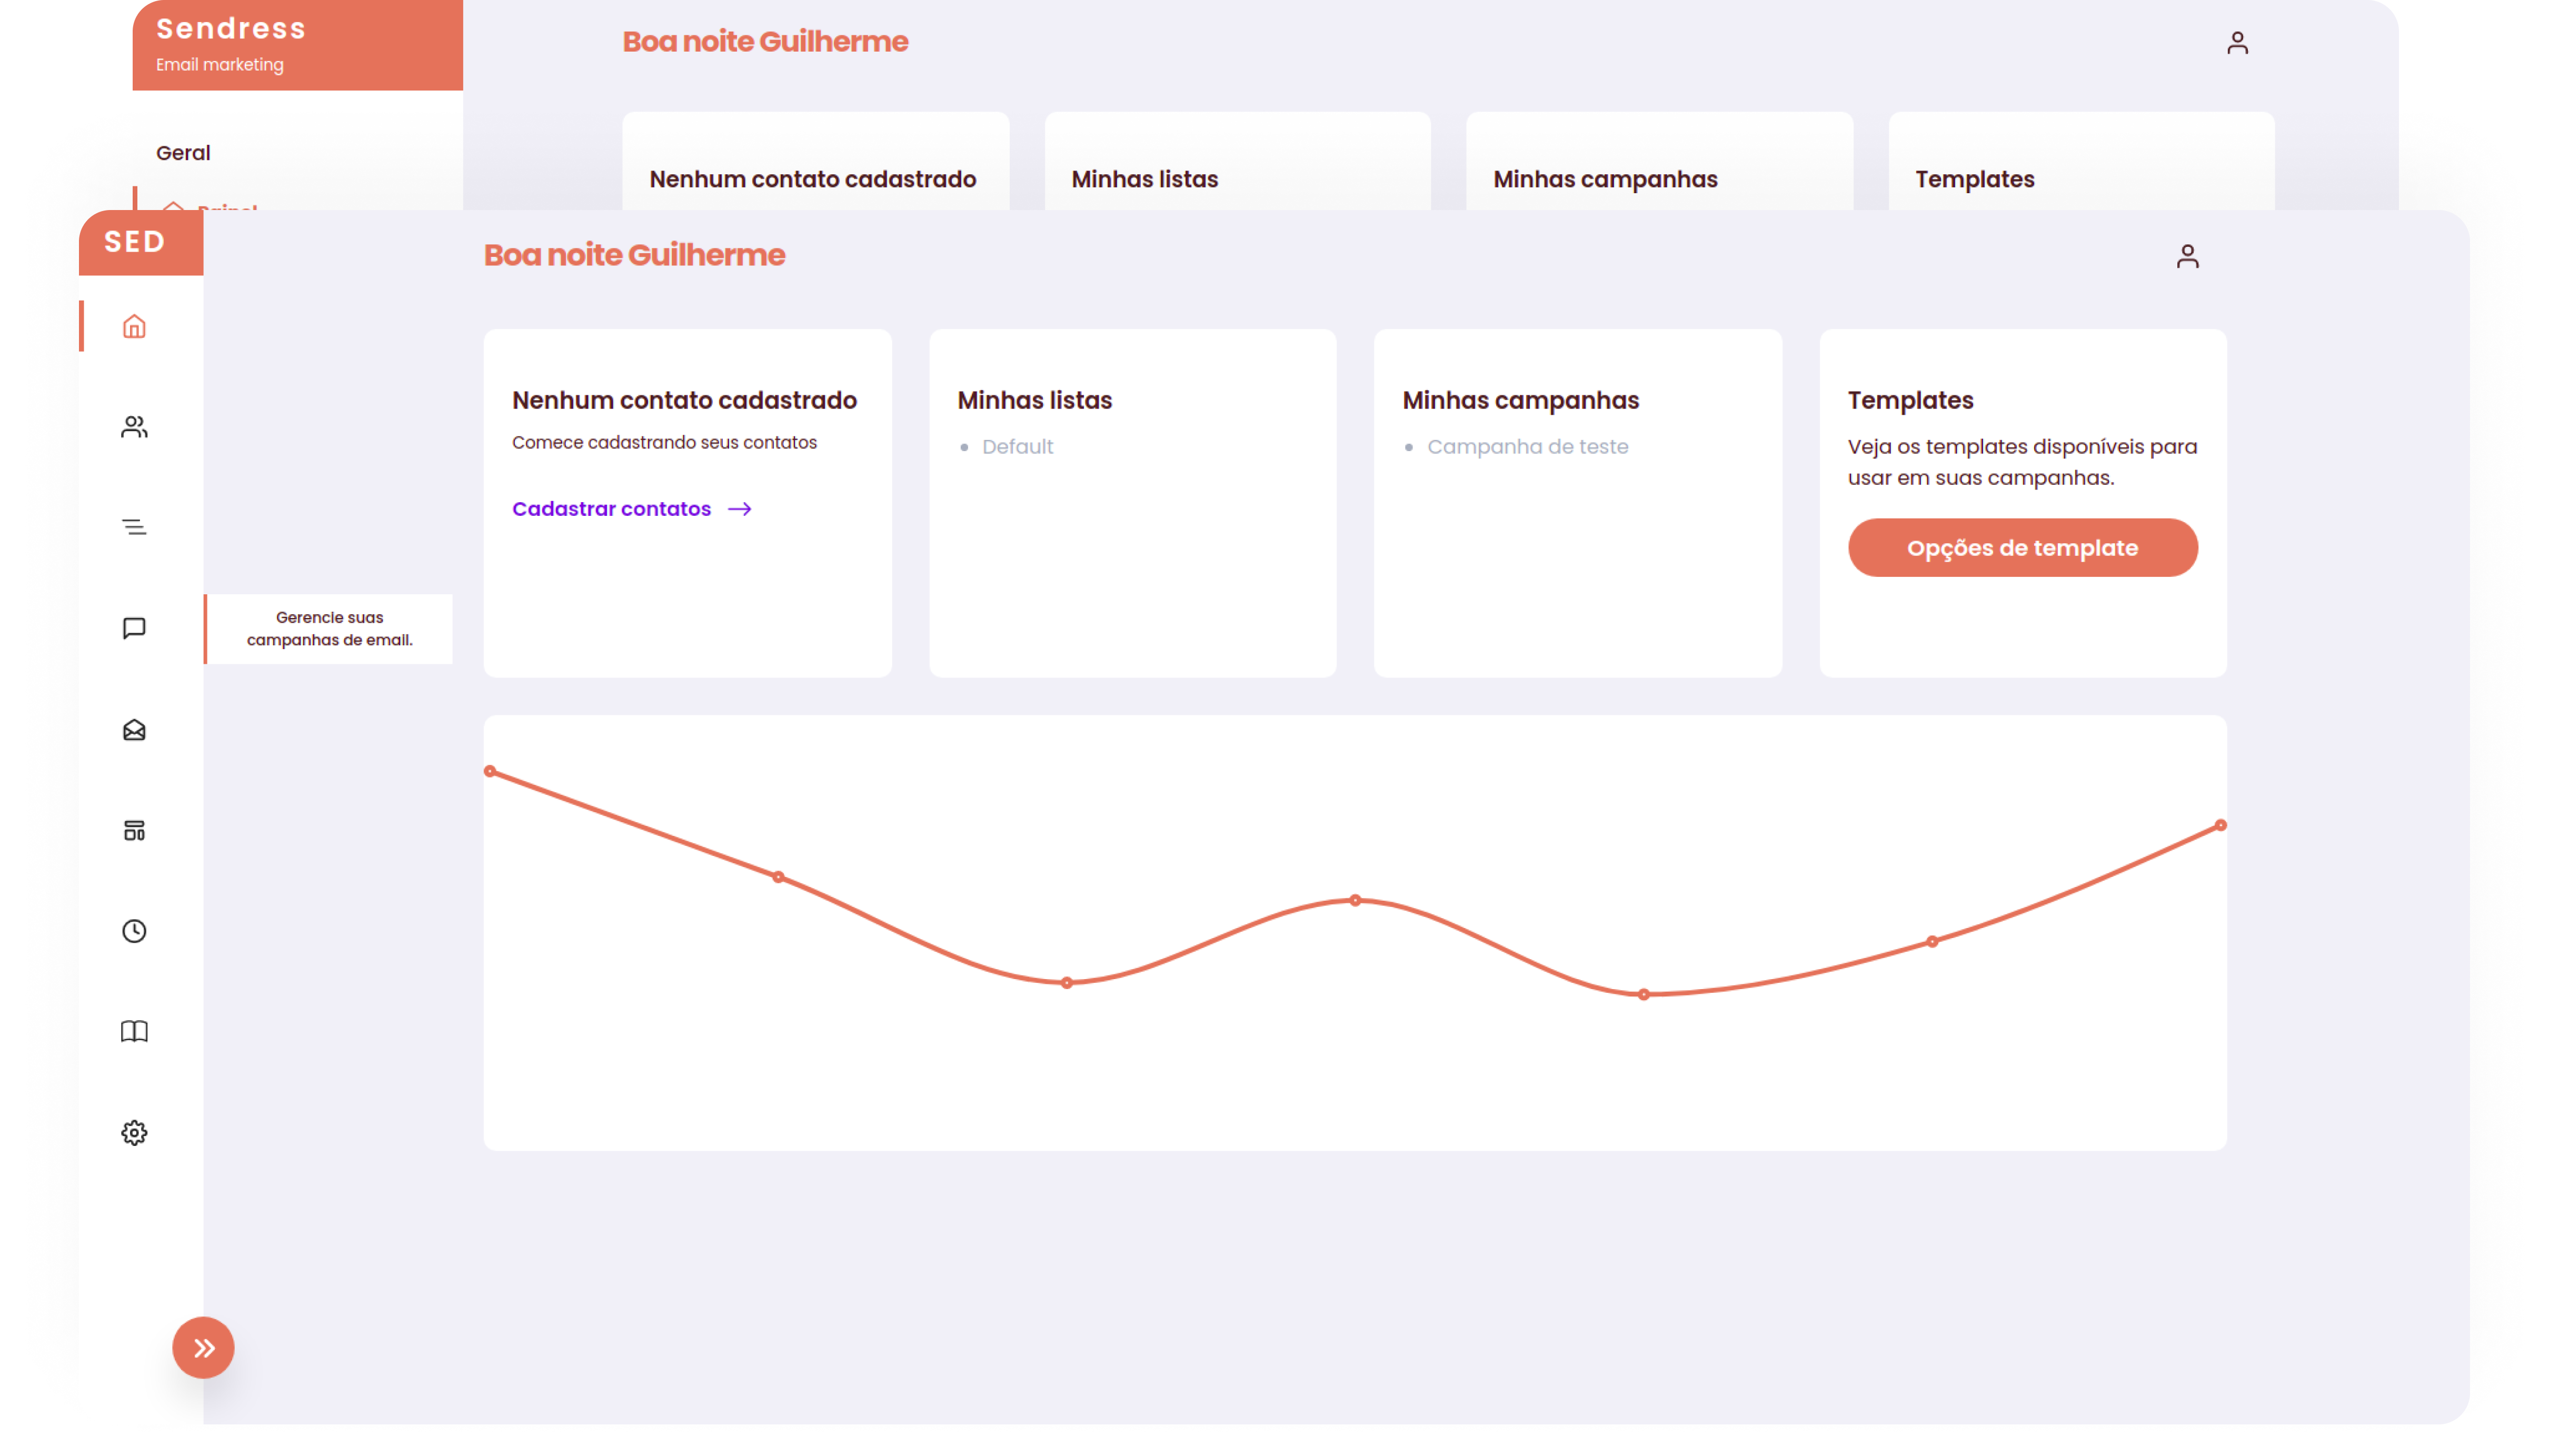 Sendress
Email marketing
Boa noite Guilherme
Geral
Nenhum contato cadastrado
Minhas listas
Minhas campanhas
Templates
Painel
SED
Boa noite Guilherme
Nenhum contato cadastrado
Comece cadastrando seus contatos
Cadastrar contatos
Minhas listas
Default
Minhas campanhas
Campanha de teste
Templates
Veja os templates disponíveis para
usar em suas campanhas.
Opções de template
Gerencie suas
campanhas de email.